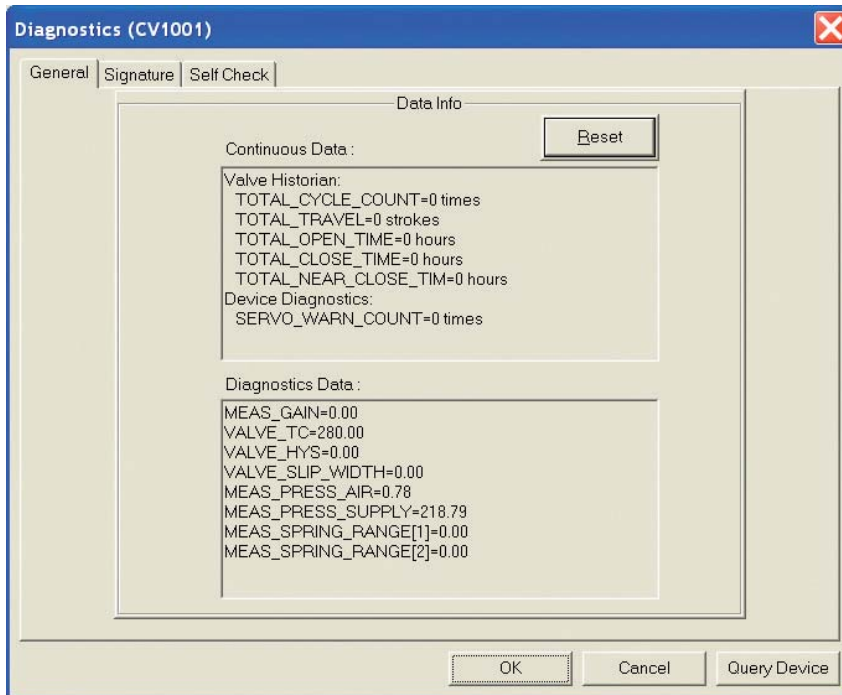 Diagnostics (CV1001)
General Signature Self Check
Data Info
Reset
Continuous Data :
Valve Historian:
TOTAL_CYCLE_COUNT=0 times
TOTAL_TRAVEL=0 strokes
TOTAL_OPEN_TIME=0 hours
TOTAL_CLOSE_TIME=0 hours
TOTAL_NEAR_CLOSE_TIM=0 hours
Device Diagnostics:
SERVO_WARN_COUNT=0 times
Diagnostics Data :
MEAS_GAIN=0.00
VALVE_TC=280.00
VALVE_HYS=0.00
VALVE_SLIP_WIDTH=0.00
MEAS_PRESS_AIR=0.78
MEAS_PRESS_SUPPLY=218.79
MEAS_SPRING_RANGE[1]=0.00
MEAS_SPRING_RANGE[2]=0.00
OK Cancel Query Device